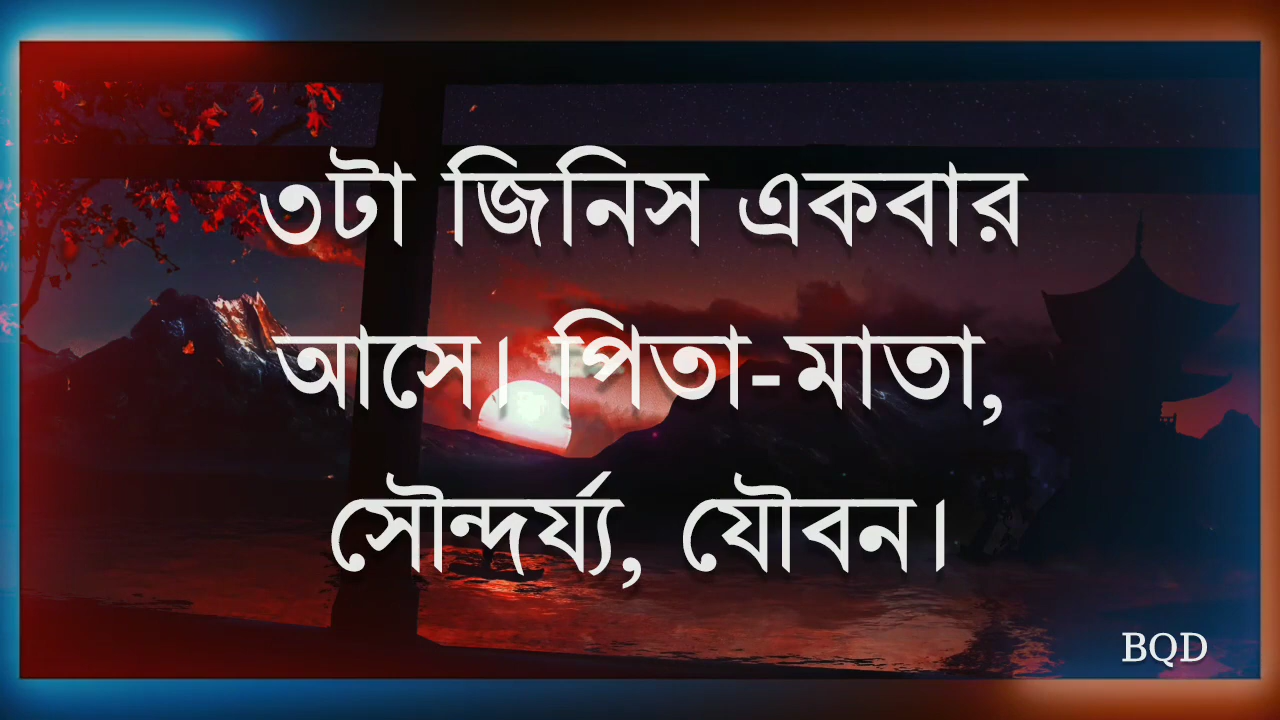 ৩টা জিনিস একবার
আসে। পিতা-মাতা,
সৌন্দর্য্য, যৌবন।
BQD